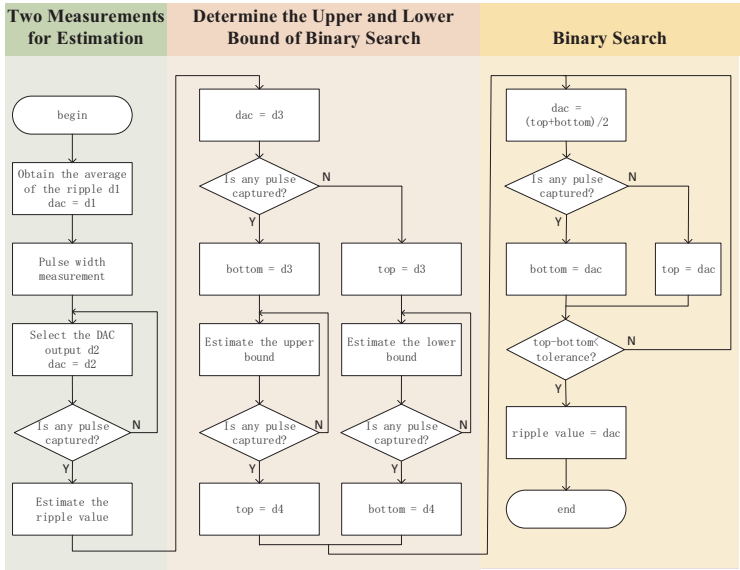 Two Measurements
for Estimation
begin
Obtain the average
of the ripple d1
dac = d1
Pulse width
measurement
Select the DAC
output d2
dac = d2
Is any pulse
captured?
N
Y
Estimate the
ripple value
Determine the Upper and Lower
Bound of Binary Search
dac = d3
Is any pulse
captured?
N
Y
bottom = d3
top = d3
Estimate the upper
bound
Estimate the lower
bound
Is any pulse
captured?
N
Is any pulse
captured?
N
Y
Y
top = d4
bottom = d4
Binary Search
dac =
(top+bottom)/2
Is any pulse
captured?
N
Y
bottom = dac
top = dac
top-bottom<
tolerance?
N
Y
ripple value = dac
end